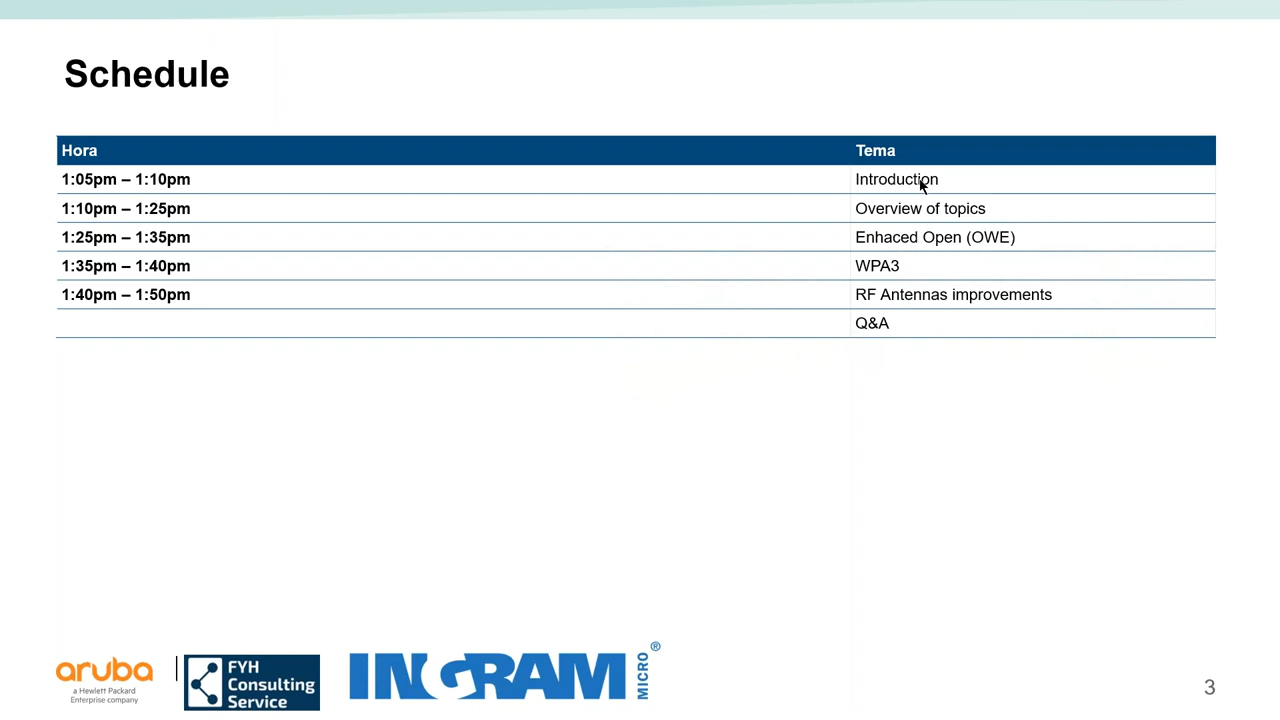 Schedule
Hora Tema
1:05pm – 1:10pm Introduction
1:10pm – 1:25pm Overview of topics
1:25pm – 1:35pm Enhaced Open (OWE)
1:35pm – 1:40pm WPA3
1:40pm – 1:50pm RF Antennas improvements
Q&A
aruba
a Hewlett Packard
Enterprise company
FYH
Consulting
Service
INGRAM MICRO ®
3